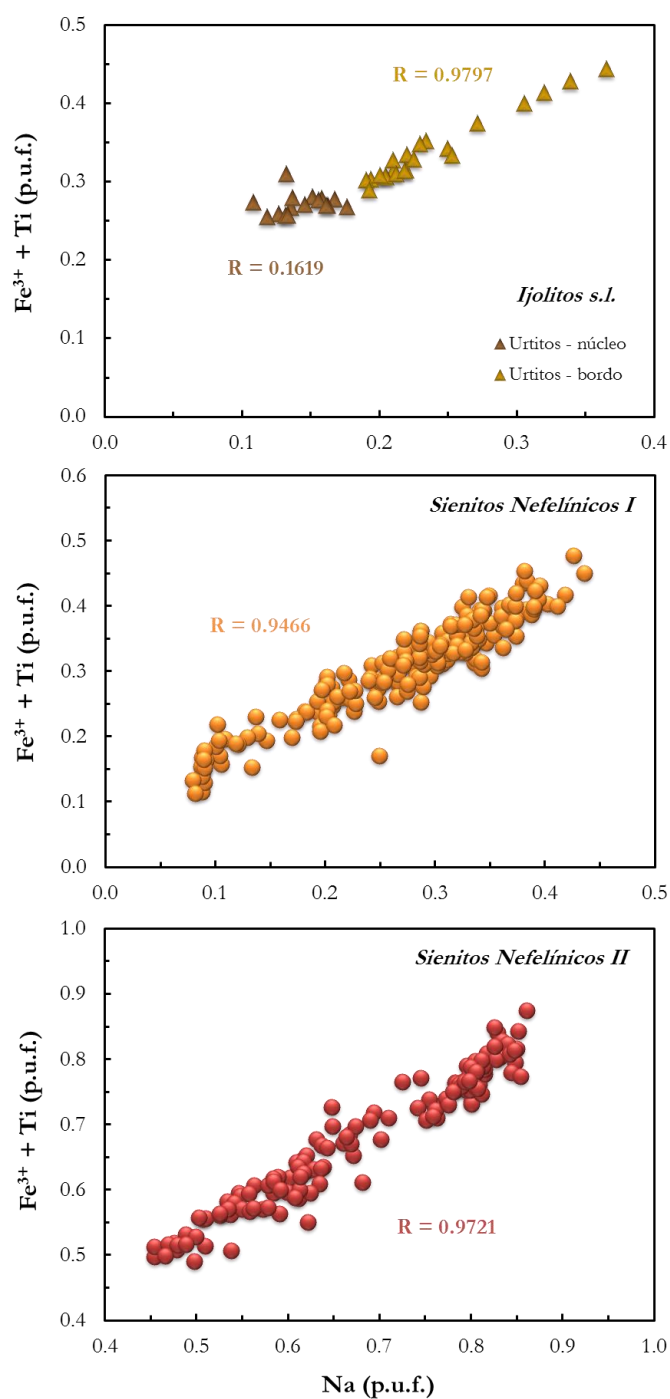 0.5
R = 0.9797
0.4
0.3
0.2
R = 0.1619
Ijolitos s.l.
0.1
Urtitos - núcleo
Urtitos - bordo
0.0
0.0 0.1 0.2 0.3 0.4
Fe³⁺ + Ti (p.u.f.)
0.6
Sienitos Nefelínicos I
0.5
0.4
R = 0.9466
0.3
0.2
0.1
0.0
0.0 0.1 0.2 0.3 0.4 0.5
Fe³⁺ + Ti (p.u.f.)
1.0
Sienitos Nefelínicos II
0.9
0.8
0.7
0.6
R = 0.9721
0.5
0.4
0.4 0.5 0.6 0.7 0.8 0.9 1.0
Fe³⁺ + Ti (p.u.f.)
Na (p.u.f.)